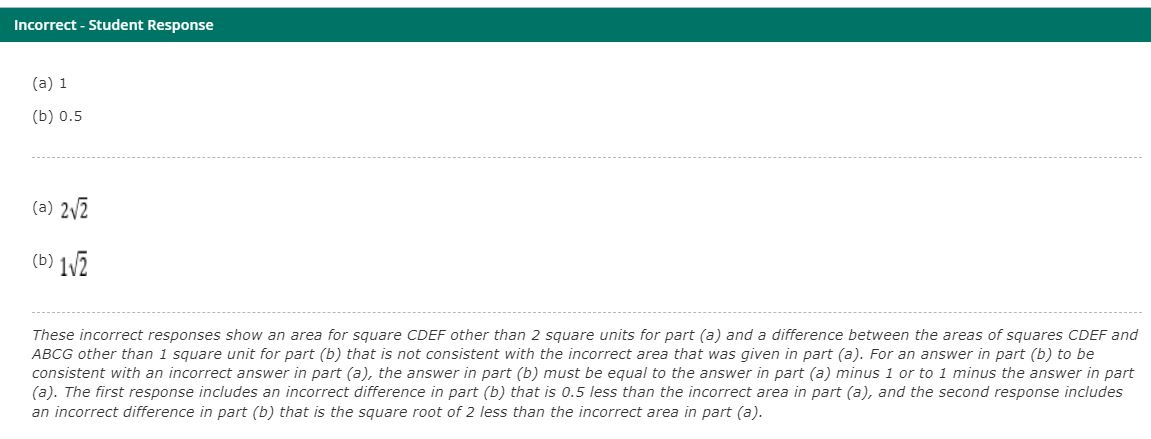 Incorrect - Student Response
(a) 1
(b) 0.5
(a) 2√2
(b) 1√2
These incorrect responses show an area for square CDEF other than 2 square units for part (a) and a difference between the areas of squares CDEF and
ABCG other than 1 square unit for part (b) that is not consistent with the incorrect area that was given in part (a). For an answer in part (b) to be
consistent with an incorrect answer in part (a), the answer in part (b) must be equal to the answer in part (a) minus 1 or to 1 minus the answer in part
(a). The first response includes an incorrect difference in part (b) that is 0.5 less than the incorrect area in part (a), and the second response includes
an incorrect difference in part (b) that is the square root of 2 less than the incorrect area in part (a).